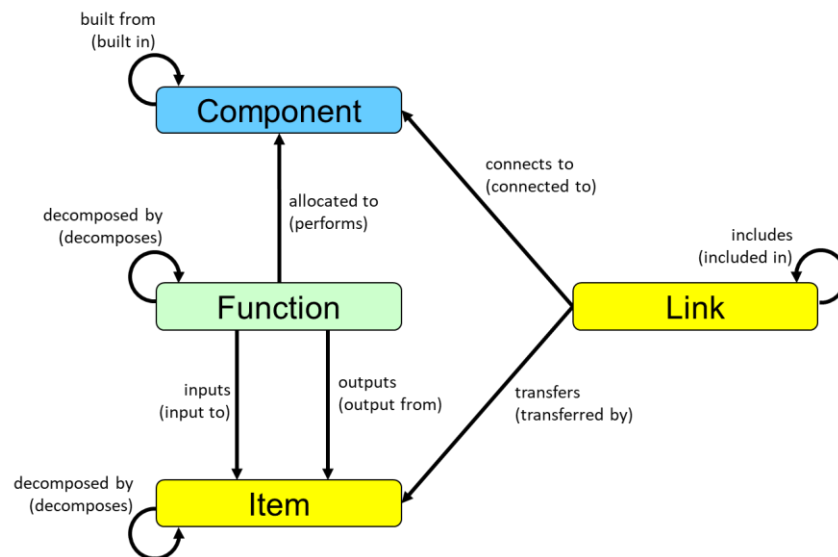 built from
(built in)
Component
connects to
(connected to)
allocated to
(performs)
decomposed by
(decomposes)
includes
(included in)
Function
Link
inputs
(input to)
outputs
(output from)
transfers
(transferred by)
decomposed by
(decomposes)
Item